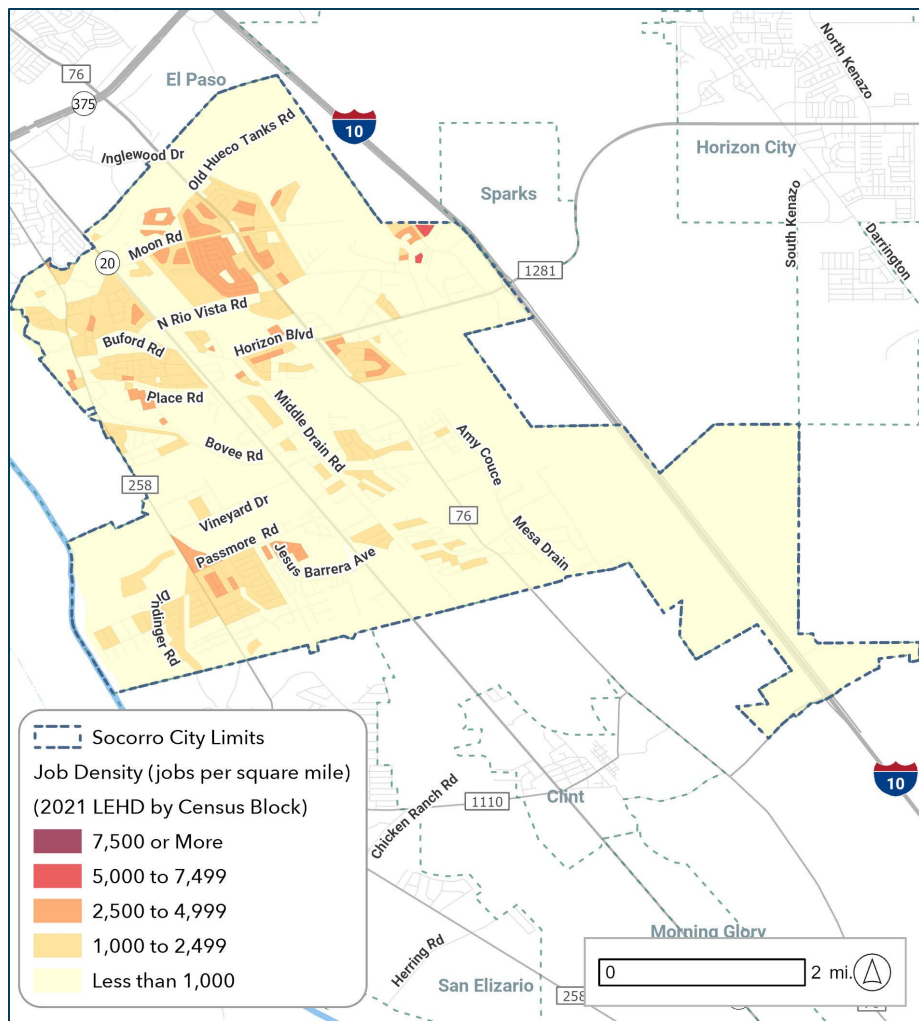 North Kenazo
76
El Paso
375
10
Old Hueco Tanks Rd
Inglewood Dr
Horizon City
Sparks
South Kenazo
Darrington
Moon Rd
20
1281
N Rio Vista Rd
Horizon Blvd
Buford Rd
Place Rd
Middle Drain Rd
Amy Couce
Bovee Rd
258
Vineyard Dr
76
Mesa Drain
Passmore Rd
Jesus Barrera Ave
Di
ndinger Rd
Socorro City Limits
Job Density (jobs per square mile)
(2021 LEHD by Census Block)
7,500 or More
5,000 to 7,499
2,500 to 4,999
1,000 to 2,499
Less than 1,000
10
Clint
1110
Chicken Ranch Rd
Herring Rd
Morning Glory
San Elizario
258
0
2 mi.